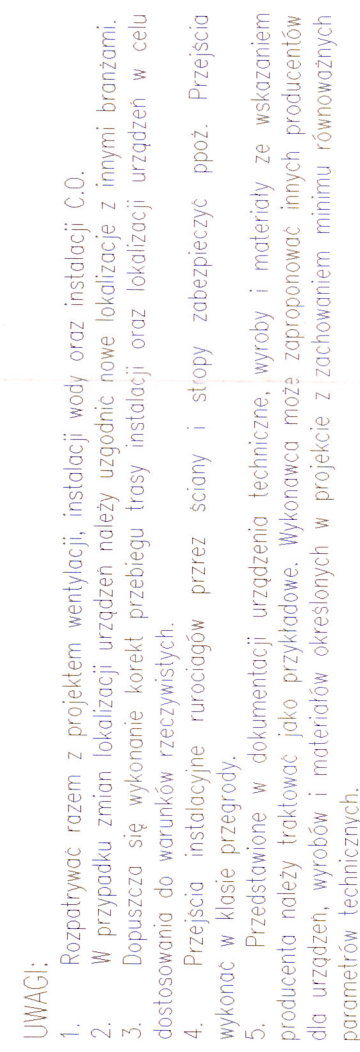 UWAGI:
1. Rozpatrywać razem z projektem wentylacji, instalacji wody oraz instalacji C.O.
2. W przypadku zmian lokalizacji urządzeń należy uzgodnić nowe lokalizacje z innymi branżami.
3. Dopuszcza się wykonanie korekt przebiegu trasy instalacji oraz lokalizacji urządzeń w celu
dostosowania do warunków rzeczywistych.
4. Przejścia instalacyjne rurociągów przrez ściany i stropy zabezpieczyć ppoż. Przejścia
wykonać w klasie przegrody.
5. Przedstawione w dokumentacji urządzenia techniczne, wyroby i materiały ze wskazaniem
producenta należy traktować jako przykładowe. Wykonawca może zaproponować innych producentów
dla urządzeń, wyrobów i materiałów określonych w projekcie z zachowaniem minimu równoważnych
parametrów technicznych.